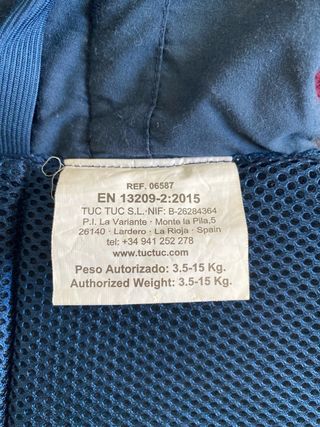 REF. 06587
EN 13209-2:2015
TUC TUC S.L.·NIF: B-26284364
P.I. La Variante · Monte la Pila,5
26140 · Lardero · La Rioja · Spain
tel: +34 941 252 278
www.tuctuc.com
Peso Autorizado: 3.5-15 Kg.
Authorized Weight: 3.5-15 Kg.